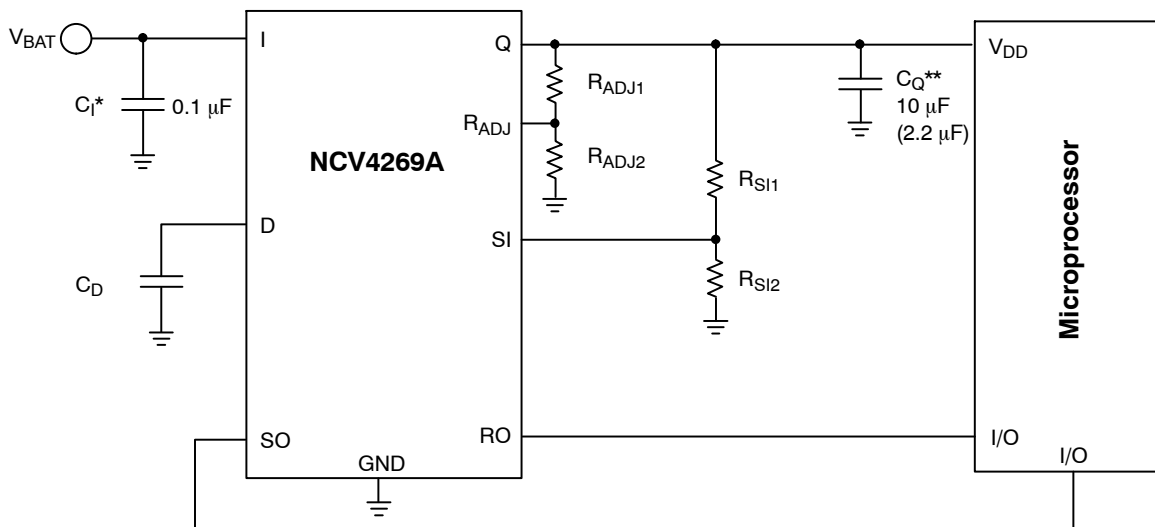 V_BAT
I
Q
V_DD
C_I*
0.1 μF
R_ADJ1
C_Q**
10 μF
(2.2 μF)
R_ADJ
NCV4269A
R_ADJ2
R_SI1
Microprocessor
D
SI
C_D
R_SI2
SO
RO
I/O
GND
I/O